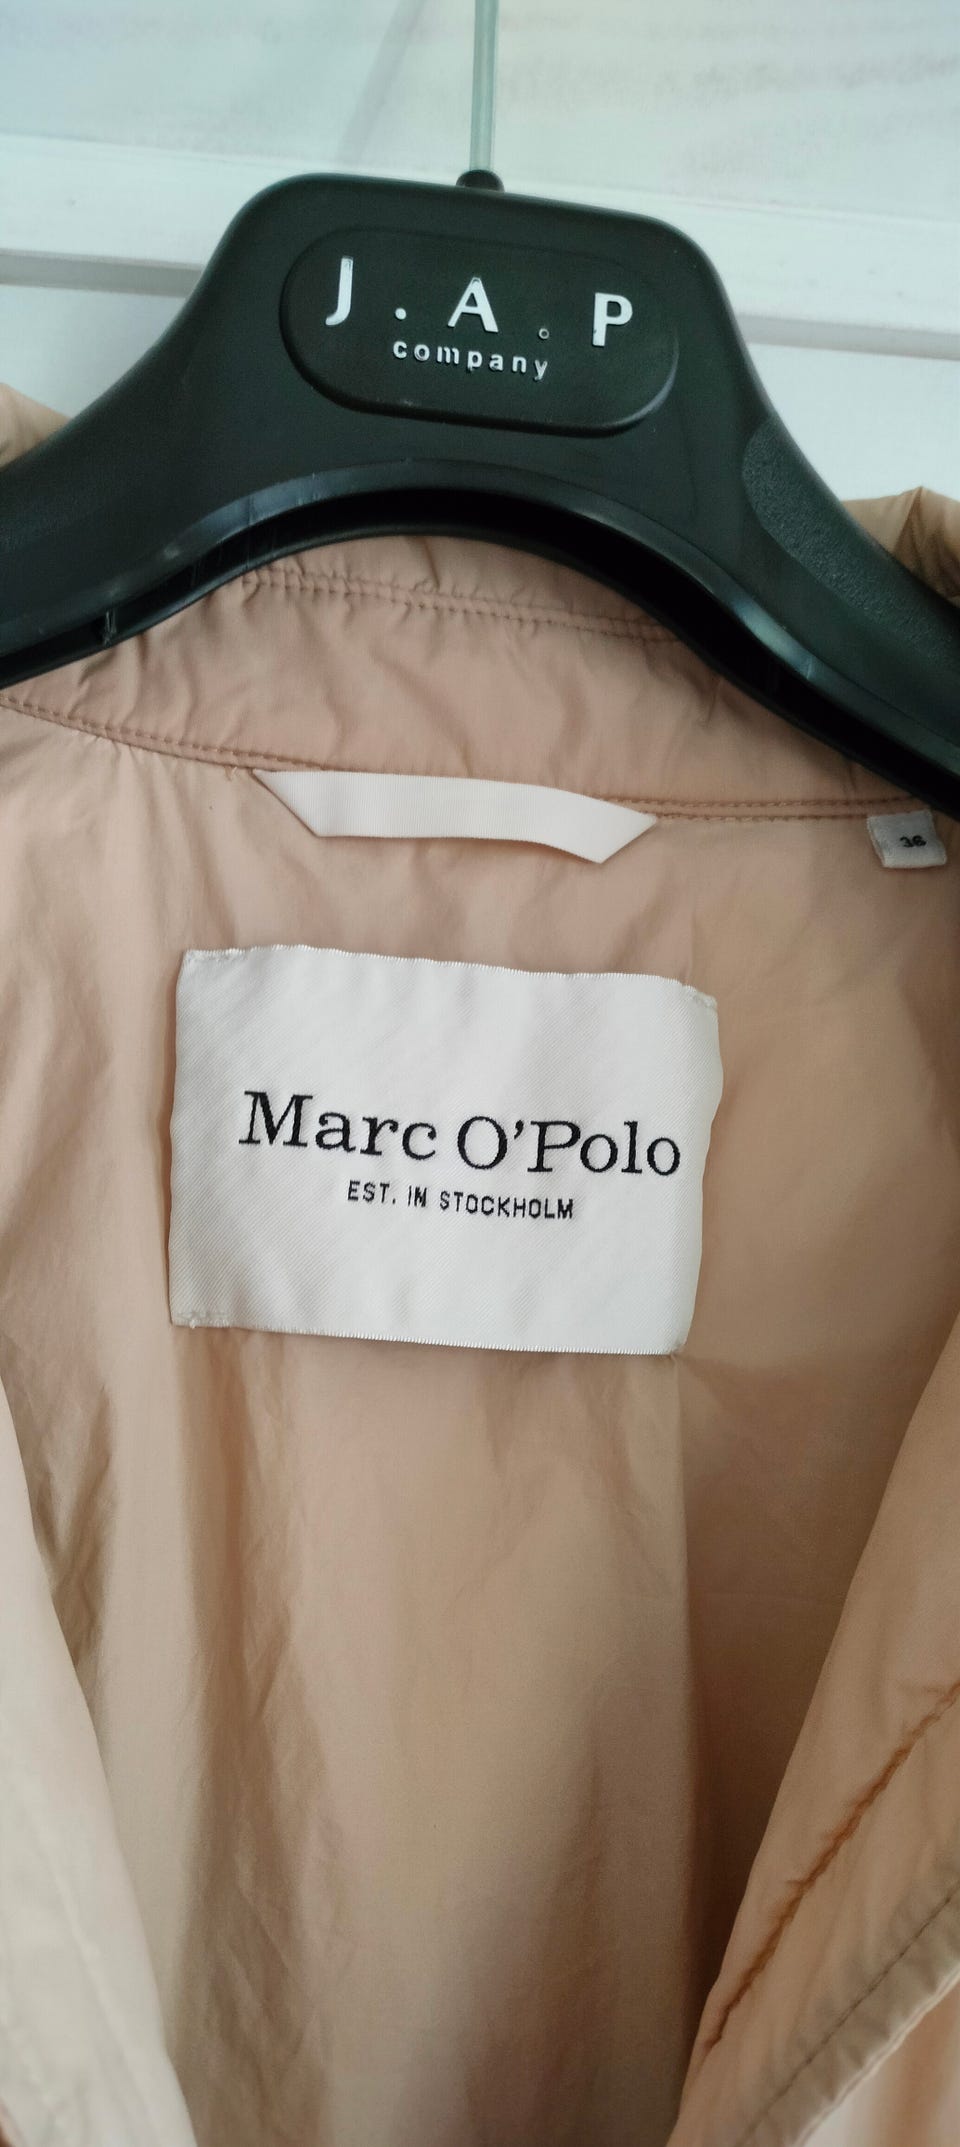 J.A.P
company
36
Marc O'Polo
EST. IN STOCKHOLM